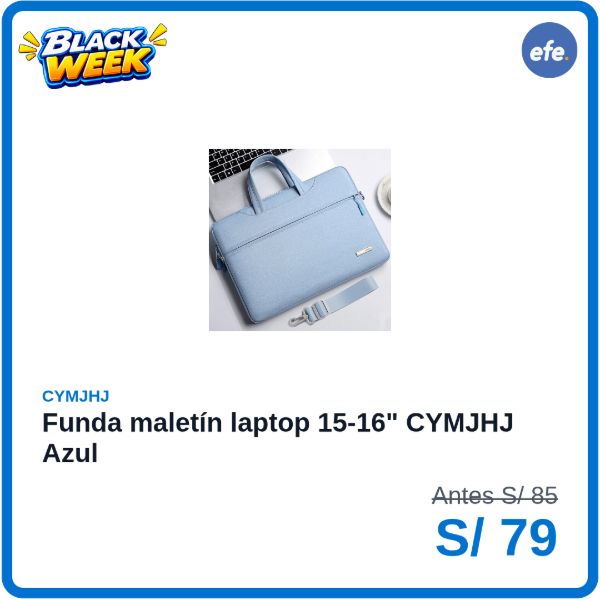 BLACK
WEEK
efe.
CYMJHJ
Funda maletín laptop 15-16" CYMJHJ
Azul
Antes S/ 85
S/ 79